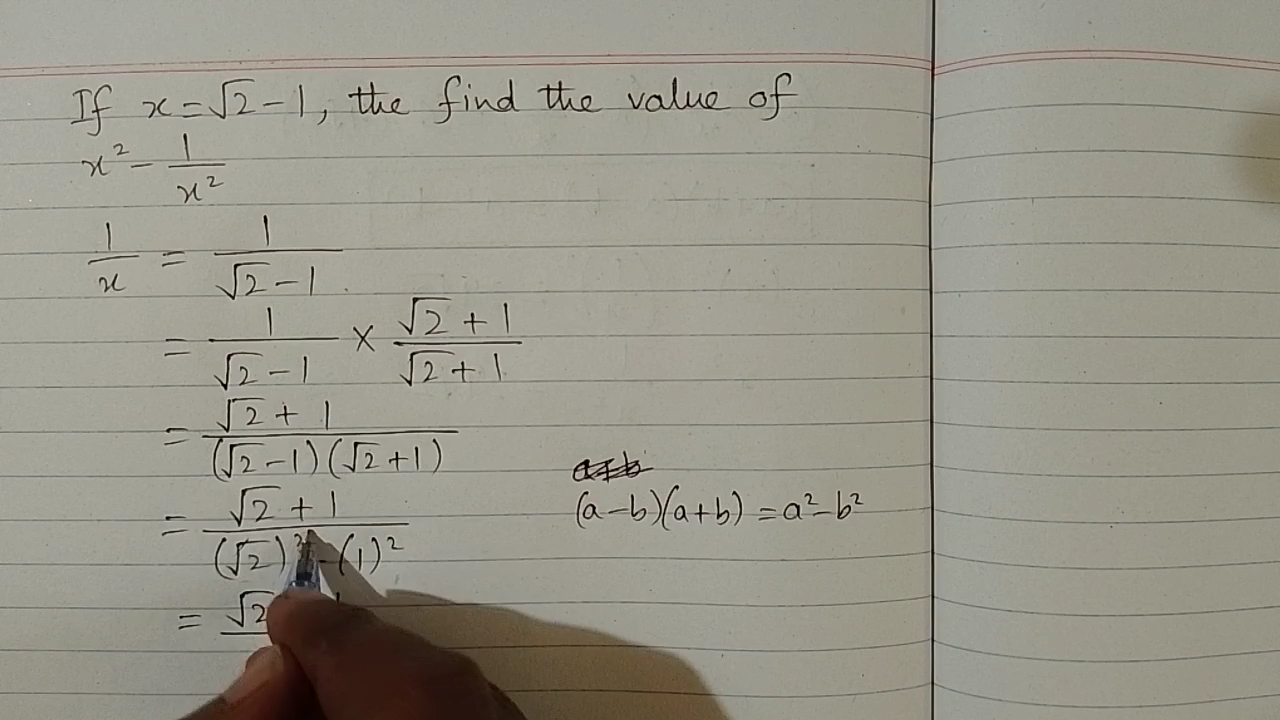 If x = √2 - 1, the find the value of
x² - 1/x²
1/x = 1/(√2 - 1)
= 1/(√2 - 1) × (√2 + 1)/(√2 + 1)
= (√2 + 1)/((√2 - 1)(√2 + 1))
= (√2 + 1)/((√2)² - (1)²)
(a - b)(a + b) = a² - b²
= √2